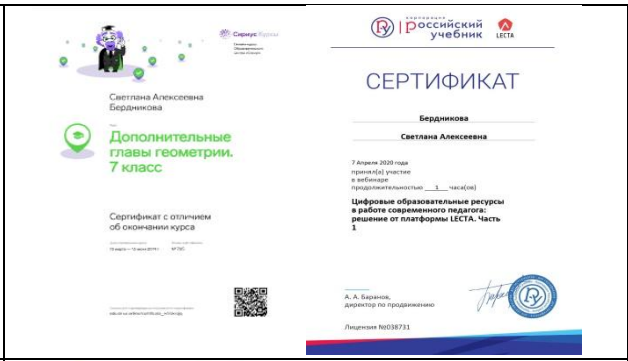 Сириус Курсы
Светлана Алексеевна
Бердникова
Дополнительные
главы геометрии.
7 класс
Сертификат с отличием
об окончании курса
корпорация
российский
учебник
LECTA
СЕРТИФИКАТ
Бердникова
Светлана Алексеевна
7 Апреля 2020 года
принял(а) участие
в вебинаре
продолжительностью 1 часа(ов)
Цифровые образовательные ресурсы
в работе современного педагога:
решение от платформы LECTA. Часть
1
А. А. Баранов,
директор по продвижению
Лицензия №038731